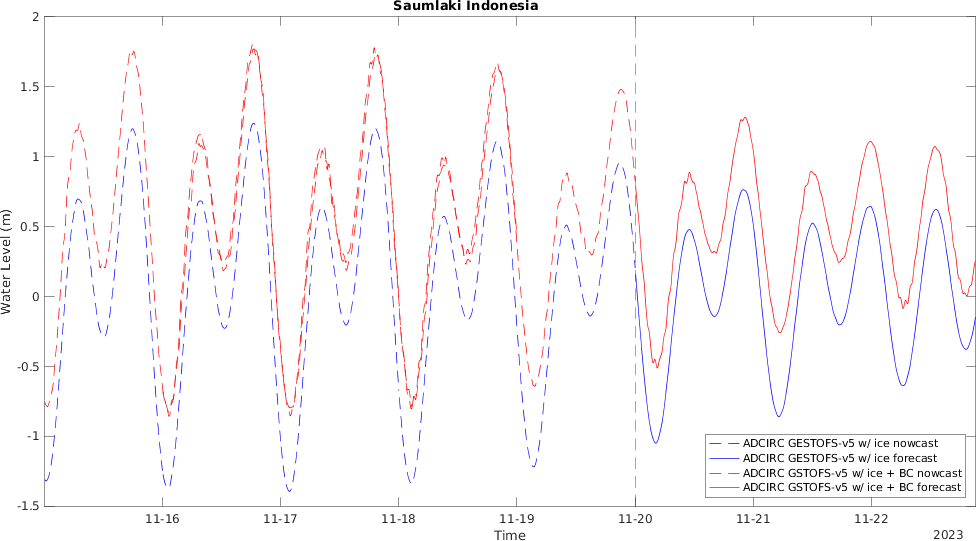 Saumlaki Indonesia
2
1.5
1
0.5
0
-0.5
-1
-1.5
Water Level (m)
11-16
11-17
11-18
11-19
11-20
11-21
11-22
Time
2023
ADCIRC GESTOFS-v5 w/ ice nowcast
ADCIRC GESTOFS-v5 w/ ice forecast
ADCIRC GSTOFS-v5 w/ ice + BC nowcast
ADCIRC GSTOFS-v5 w/ ice + BC forecast